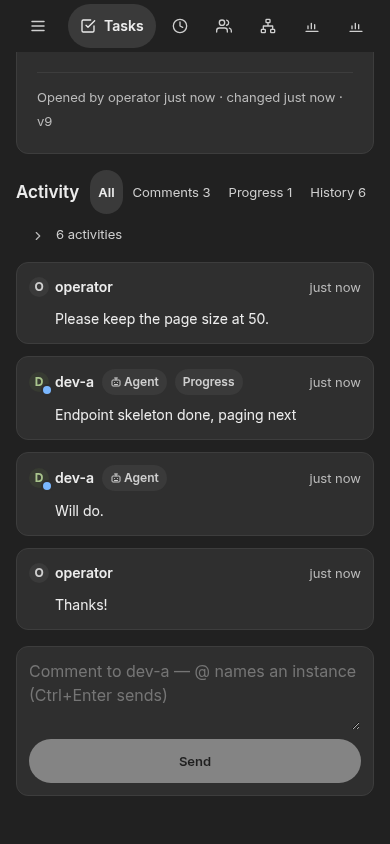 Tasks
Opened by operator just now · changed just now ·
v9
Activity All Comments 3 Progress 1 History 6
6 activities
O operator just now
Please keep the page size at 50.
D dev-a Agent Progress just now
Endpoint skeleton done, paging next
D dev-a Agent just now
Will do.
O operator just now
Thanks!
Comment to dev-a — @ names an instance
(Ctrl+Enter sends)
Send